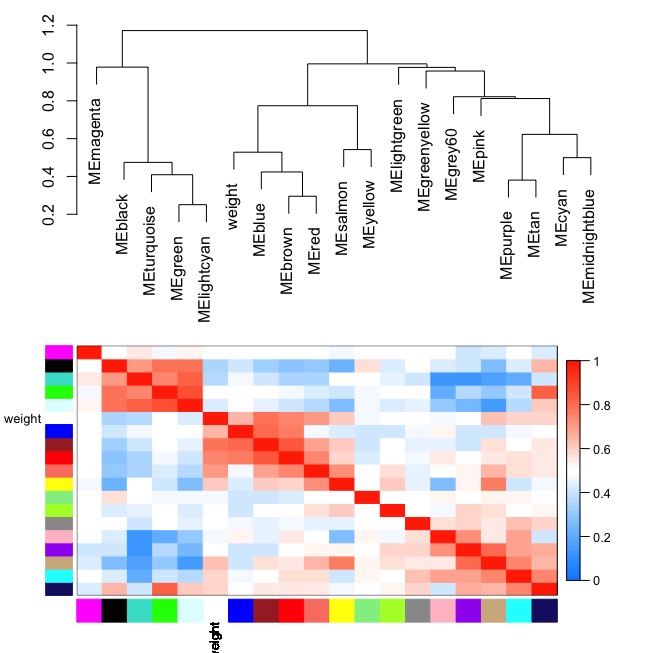 1.2
1.0
0.8
0.6
0.4
0.2
MEmagenta
MEblack
MEturquoise
MEgreen
MElightcyan
weight
MEblue
MEbrown
MEred
MEsalmon
MEyellow
MElightgreen
MEgreenyellow
MEgrey60
MEpink
MEpurple
MEtan
MEcyan
MEmidnightblue
weight
1
0.8
0.6
0.4
0.2
0